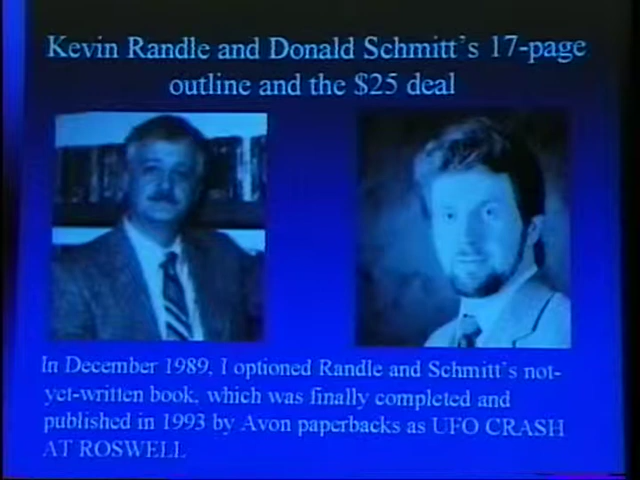 Kevin Randle and Donald Schmitt's 17-page
outline and the $25 deal
In December 1989, I optioned Randle and Schmitt's not-
yet-written book, which was finally completed and
published in 1993 by Avon paperbacks as UFO CRASH
AT ROSWELL